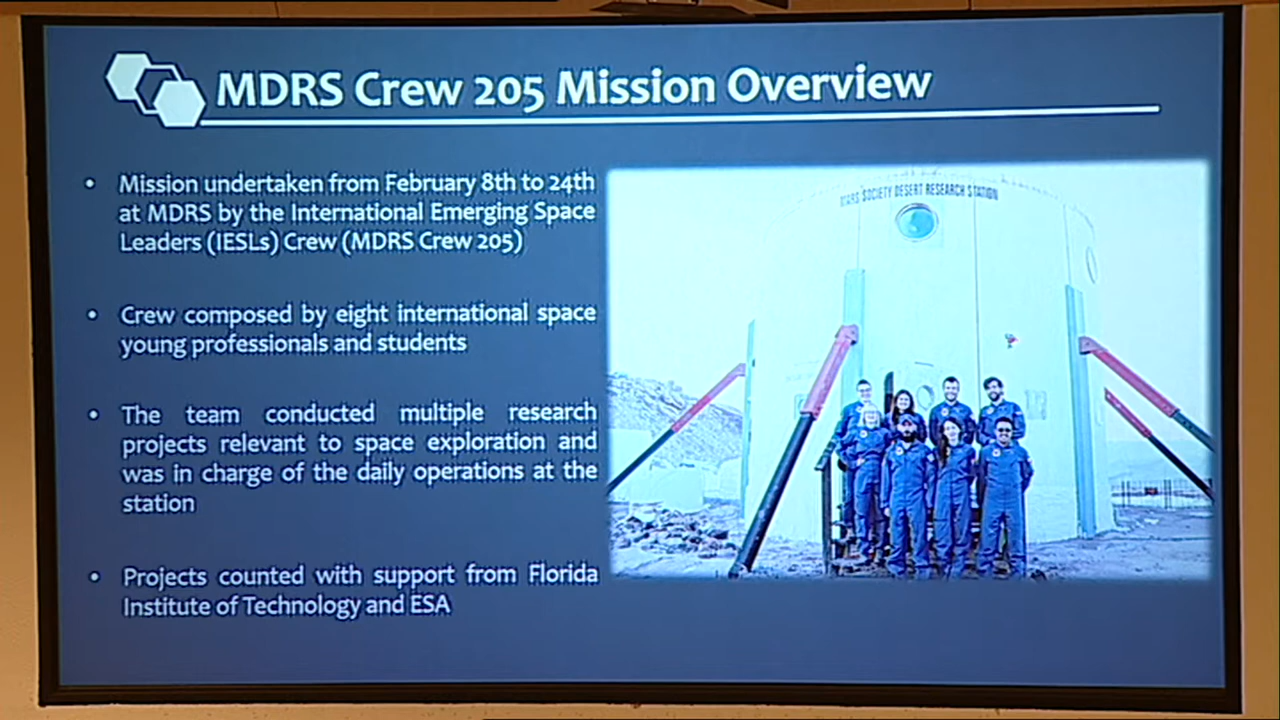 MDRS Crew 205 Mission Overview
• Mission undertaken from February 8th to 24th
at MDRS by the International Emerging Space
Leaders (IESLs) Crew (MDRS Crew 205)
• Crew composed by eight international space
young professionals and students
• The team conducted multiple research
projects relevant to space exploration and
was in charge of the daily operations at the
station
• Projects counted with support from Florida
Institute of Technology and ESA
MARS SOCIETY DESERT RESEARCH STATION